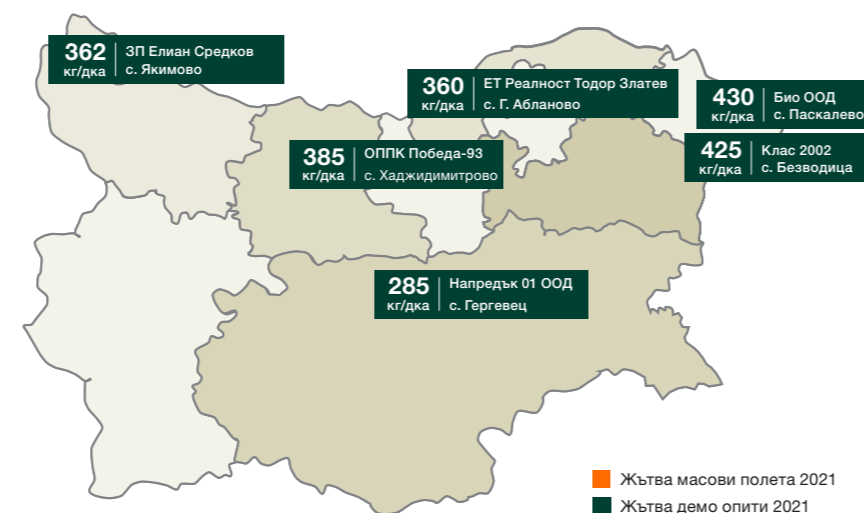 362
кг/дка
ЗП Елиан Средков
с. Якимово
360
кг/дка
ЕТ Реалност Тодор Златев
с. Г. Абланово
430
кг/дка
Био ООД
с. Паскалево
385
кг/дка
ОППК Победа-93
с. Хаджидимитрово
425
кг/дка
Клас 2002
с. Безводица
285
кг/дка
Напредък 01 ООД
с. Гергевец
Жътва масови полета 2021
Жътва демо опити 2021